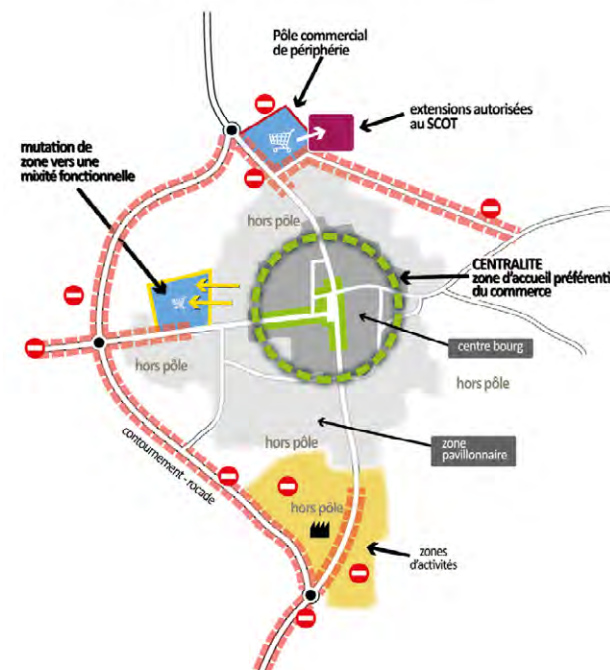 Pôle commercial
de périphérie
extensions autorisées
au SCOT
mutation de
zone vers une
mixité fonctionnelle
hors pôle
CENTRALITE
zone d'accueil préférenti
du commerce
centre bourg
hors pôle
hors pôle
hors pôle
zone
pavillonnaire
contournement - rocade
hors pôle
zones
d'activités